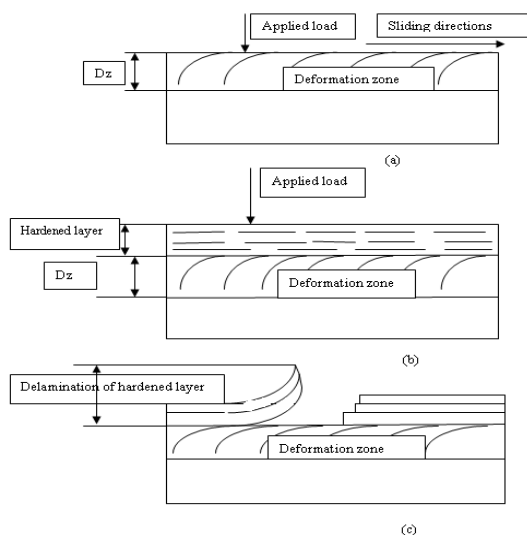 Applied load
Sliding directions
Dz
Deformation zone
(a)
Applied load
Hardened layer
Dz
Deformation zone
(b)
Delamination of hardened layer
Deformation zone
(c)